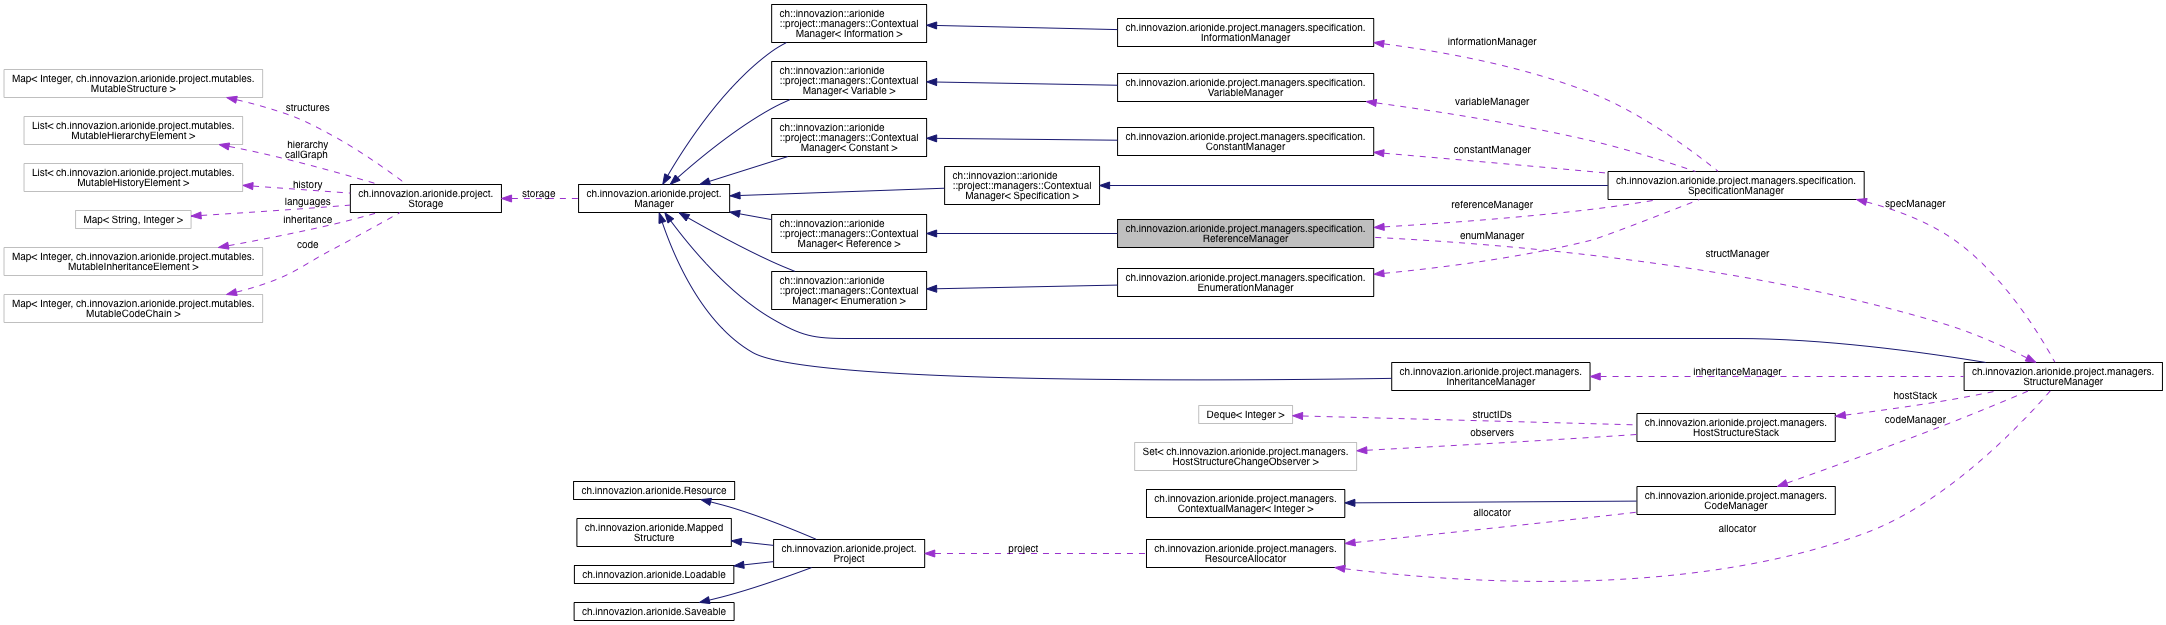 Map< Integer, ch.innovazion.arionide.project.mutables.
MutableStructure >
List< ch.innovazion.arionide.project.mutables.
MutableHierarchyElement >
List< ch.innovazion.arionide.project.mutables.
MutableHistoryElement >
Map< String, Integer >
Map< Integer, ch.innovazion.arionide.project.mutables.
MutableInheritanceElement >
Map< Integer, ch.innovazion.arionide.project.mutables.
MutableCodeChain >
structures
hierarchy
callGraph
history
languages
inheritance
code
ch.innovazion.arionide.project.
Storage
storage
ch.innovazion.arionide.project.
Manager
ch::innovazion::arionide
::project::managers::Contextual
Manager< Information >
ch::innovazion::arionide
::project::managers::Contextual
Manager< Variable >
ch::innovazion::arionide
::project::managers::Contextual
Manager< Constant >
ch::innovazion::arionide
::project::managers::Contextual
Manager< Specification >
ch::innovazion::arionide
::project::managers::Contextual
Manager< Reference >
ch::innovazion::arionide
::project::managers::Contextual
Manager< Enumeration >
ch.innovazion.arionide.project.managers.specification.
InformationManager
ch.innovazion.arionide.project.managers.specification.
VariableManager
ch.innovazion.arionide.project.managers.specification.
ConstantManager
ch.innovazion.arionide.project.managers.specification.
ReferenceManager
ch.innovazion.arionide.project.managers.specification.
EnumerationManager
informationManager
variableManager
constantManager
referenceManager
enumManager
ch.innovazion.arionide.project.managers.specification.
SpecificationManager
specManager
structManager
ch.innovazion.arionide.project.managers.
InheritanceManager
inheritanceManager
ch.innovazion.arionide.project.managers.
StructureManager
hostStack
codeManager
Deque< Integer >
structIDs
Set< ch.innovazion.arionide.project.managers.
HostStructureChangeObserver >
observers
ch.innovazion.arionide.project.managers.
HostStructureStack
ch.innovazion.arionide.project.managers.
ContextualManager< Integer >
ch.innovazion.arionide.project.managers.
CodeManager
allocator
allocator
ch.innovazion.arionide.project.managers.
ResourceAllocator
project
ch.innovazion.arionide.project.
Project
ch.innovazion.arionide.Resource
ch.innovazion.arionide.Mapped
Structure
ch.innovazion.arionide.Loadable
ch.innovazion.arionide.Saveable